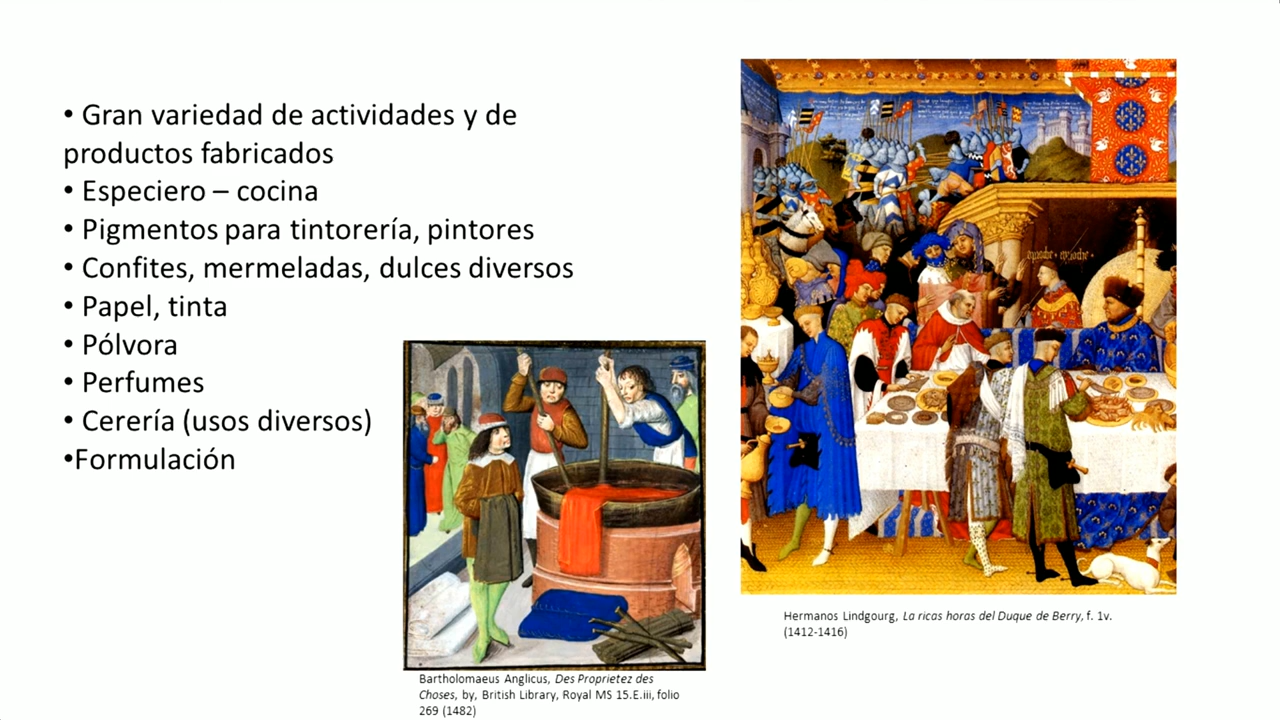 • Gran variedad de actividades y de
productos fabricados
• Especiero – cocina
• Pigmentos para tintorería, pintores
• Confites, mermeladas, dulces diversos
• Papel, tinta
• Pólvora
• Perfumes
• Cerería (usos diversos)
•Formulación
Bartholomaeus Anglicus, Des Proprietez des
Choses, by, British Library, Royal MS 15.E.iii, folio
269 (1482)
Hermanos Lindgourg, La ricas horas del Duque de Berry, f. 1v.
(1412-1416)